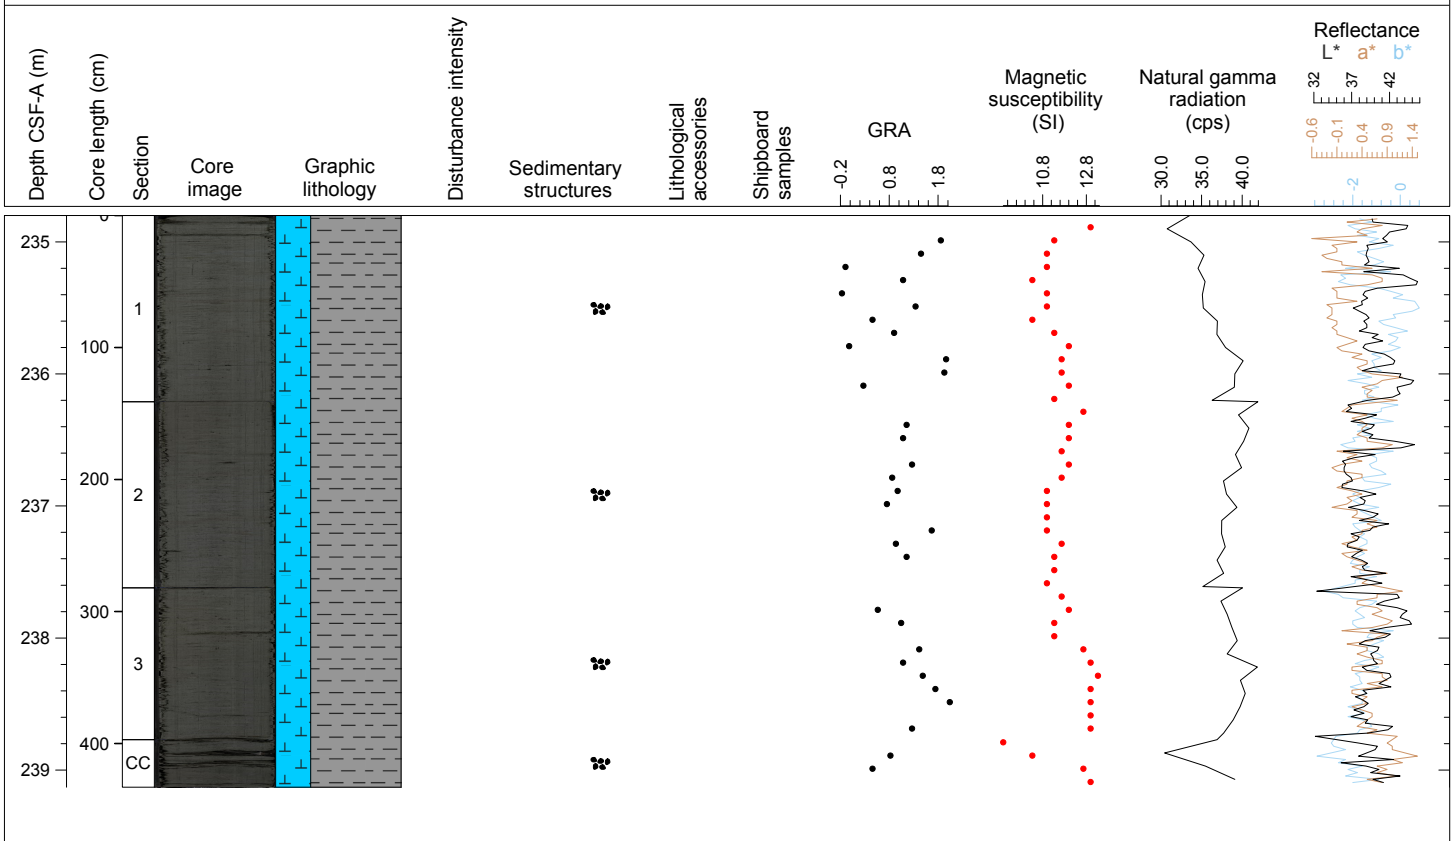 Depth CSF-A (m)
Core length (cm)
Section
Core
image
Graphic
lithology
Disturbance intensity
Sedimentary
structures
Lithological
accessories
Shipboard
samples
GRA
-0.2
0.8
1.8
Magnetic
susceptibility
(SI)
10.8
12.8
Natural gamma
radiation
(cps)
30.0
35.0
40.0
Reflectance
L* a* b*
32
37
42
-0.6
-0.1
0.4
0.9
1.4
-2
0
0
235
1
100
236
200
2
237
300
238
3
400
CC
239